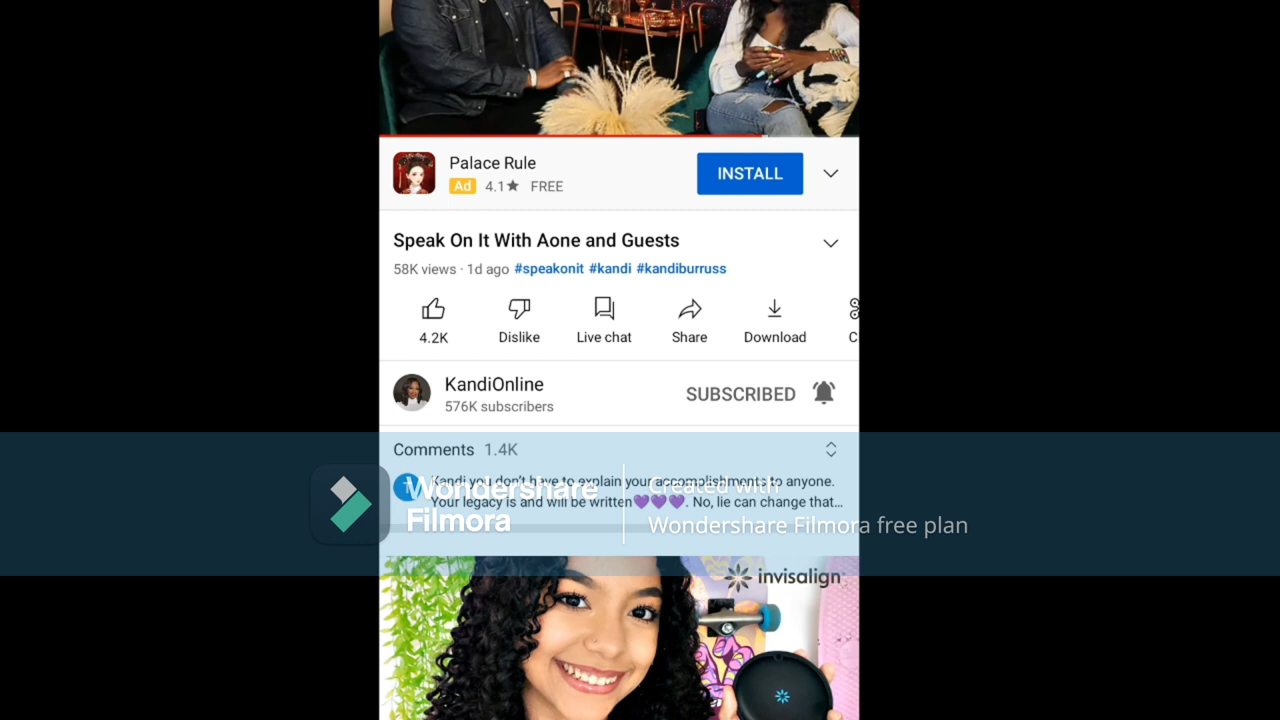 Palace Rule
Ad 4.1★ FREE
INSTALL
Speak On It With Aone and Guests
58K views · 1d ago #speakonit #kandi #kandiburruss
4.2K Dislike Live chat Share Download C
KandiOnline
576K subscribers
SUBSCRIBED
Comments 1.4K
T
Kandi you don't have to explain your accomplishments to anyone.
Your legacy is and will be written💜💜💜. No, lie can change that...
Wondershare
Filmora
Created with
Wondershare Filmora free plan
invisalign